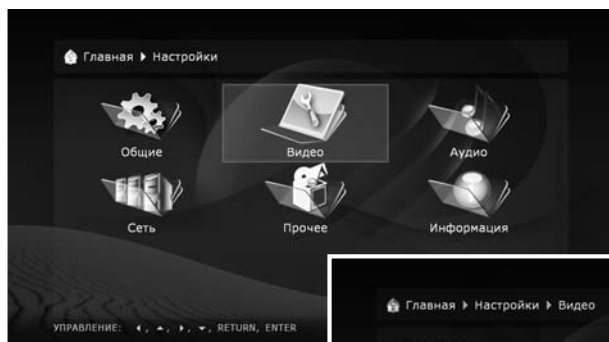 Главная ▶ Настройки
Общие Видео Аудио
Сеть Прочее Информация
УПРАВЛЕНИЕ: ◀, ▲, ▶, ▼, RETURN, ENTER
Главная ▶ Настройки ▶ Видео